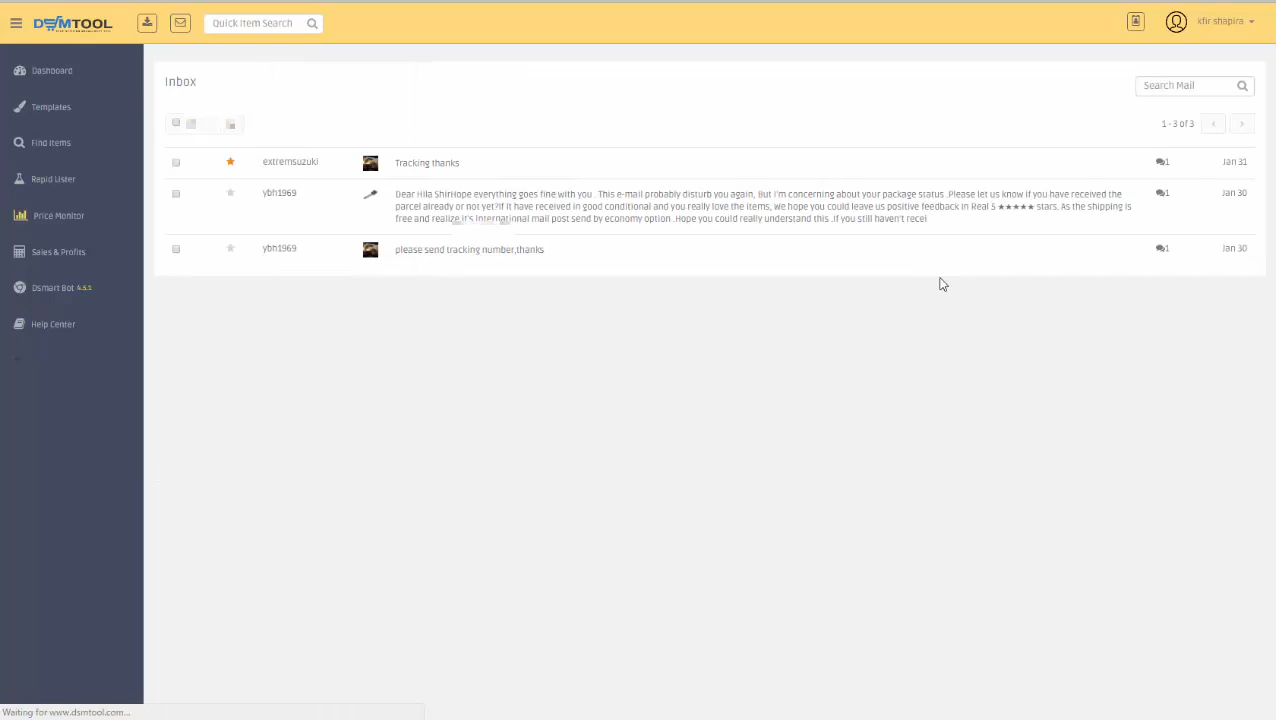 DSMTOOL
Quick Item Search
kfir shapira
Dashboard
Templates
Find Items
Rapid Lister
Price Monitor
Sales & Profits
Dsmart Bot 4.5.1
Help Center
Inbox
Search Mail
1 - 3 of 3
extremsuzuki Tracking thanks 1 Jan 31
ybh1969 Dear Hila ShirHope everything goes fine with you . This e-mail probably disturb you again, But I'm concerning about your package status .Please let us know if you have received the
parcel already or not yet?If it have received in good conditional and you really love the items, We hope you could leave us positive feedback in Real 5 ★★★★★ stars. As the shipping is
free and realize it's International mail post send by economy option .Hope you could really understand this .If you still haven't recei
1 Jan 30
ybh1969 please send tracking number,thanks 1 Jan 30
Waiting for www.dsmtool.com...